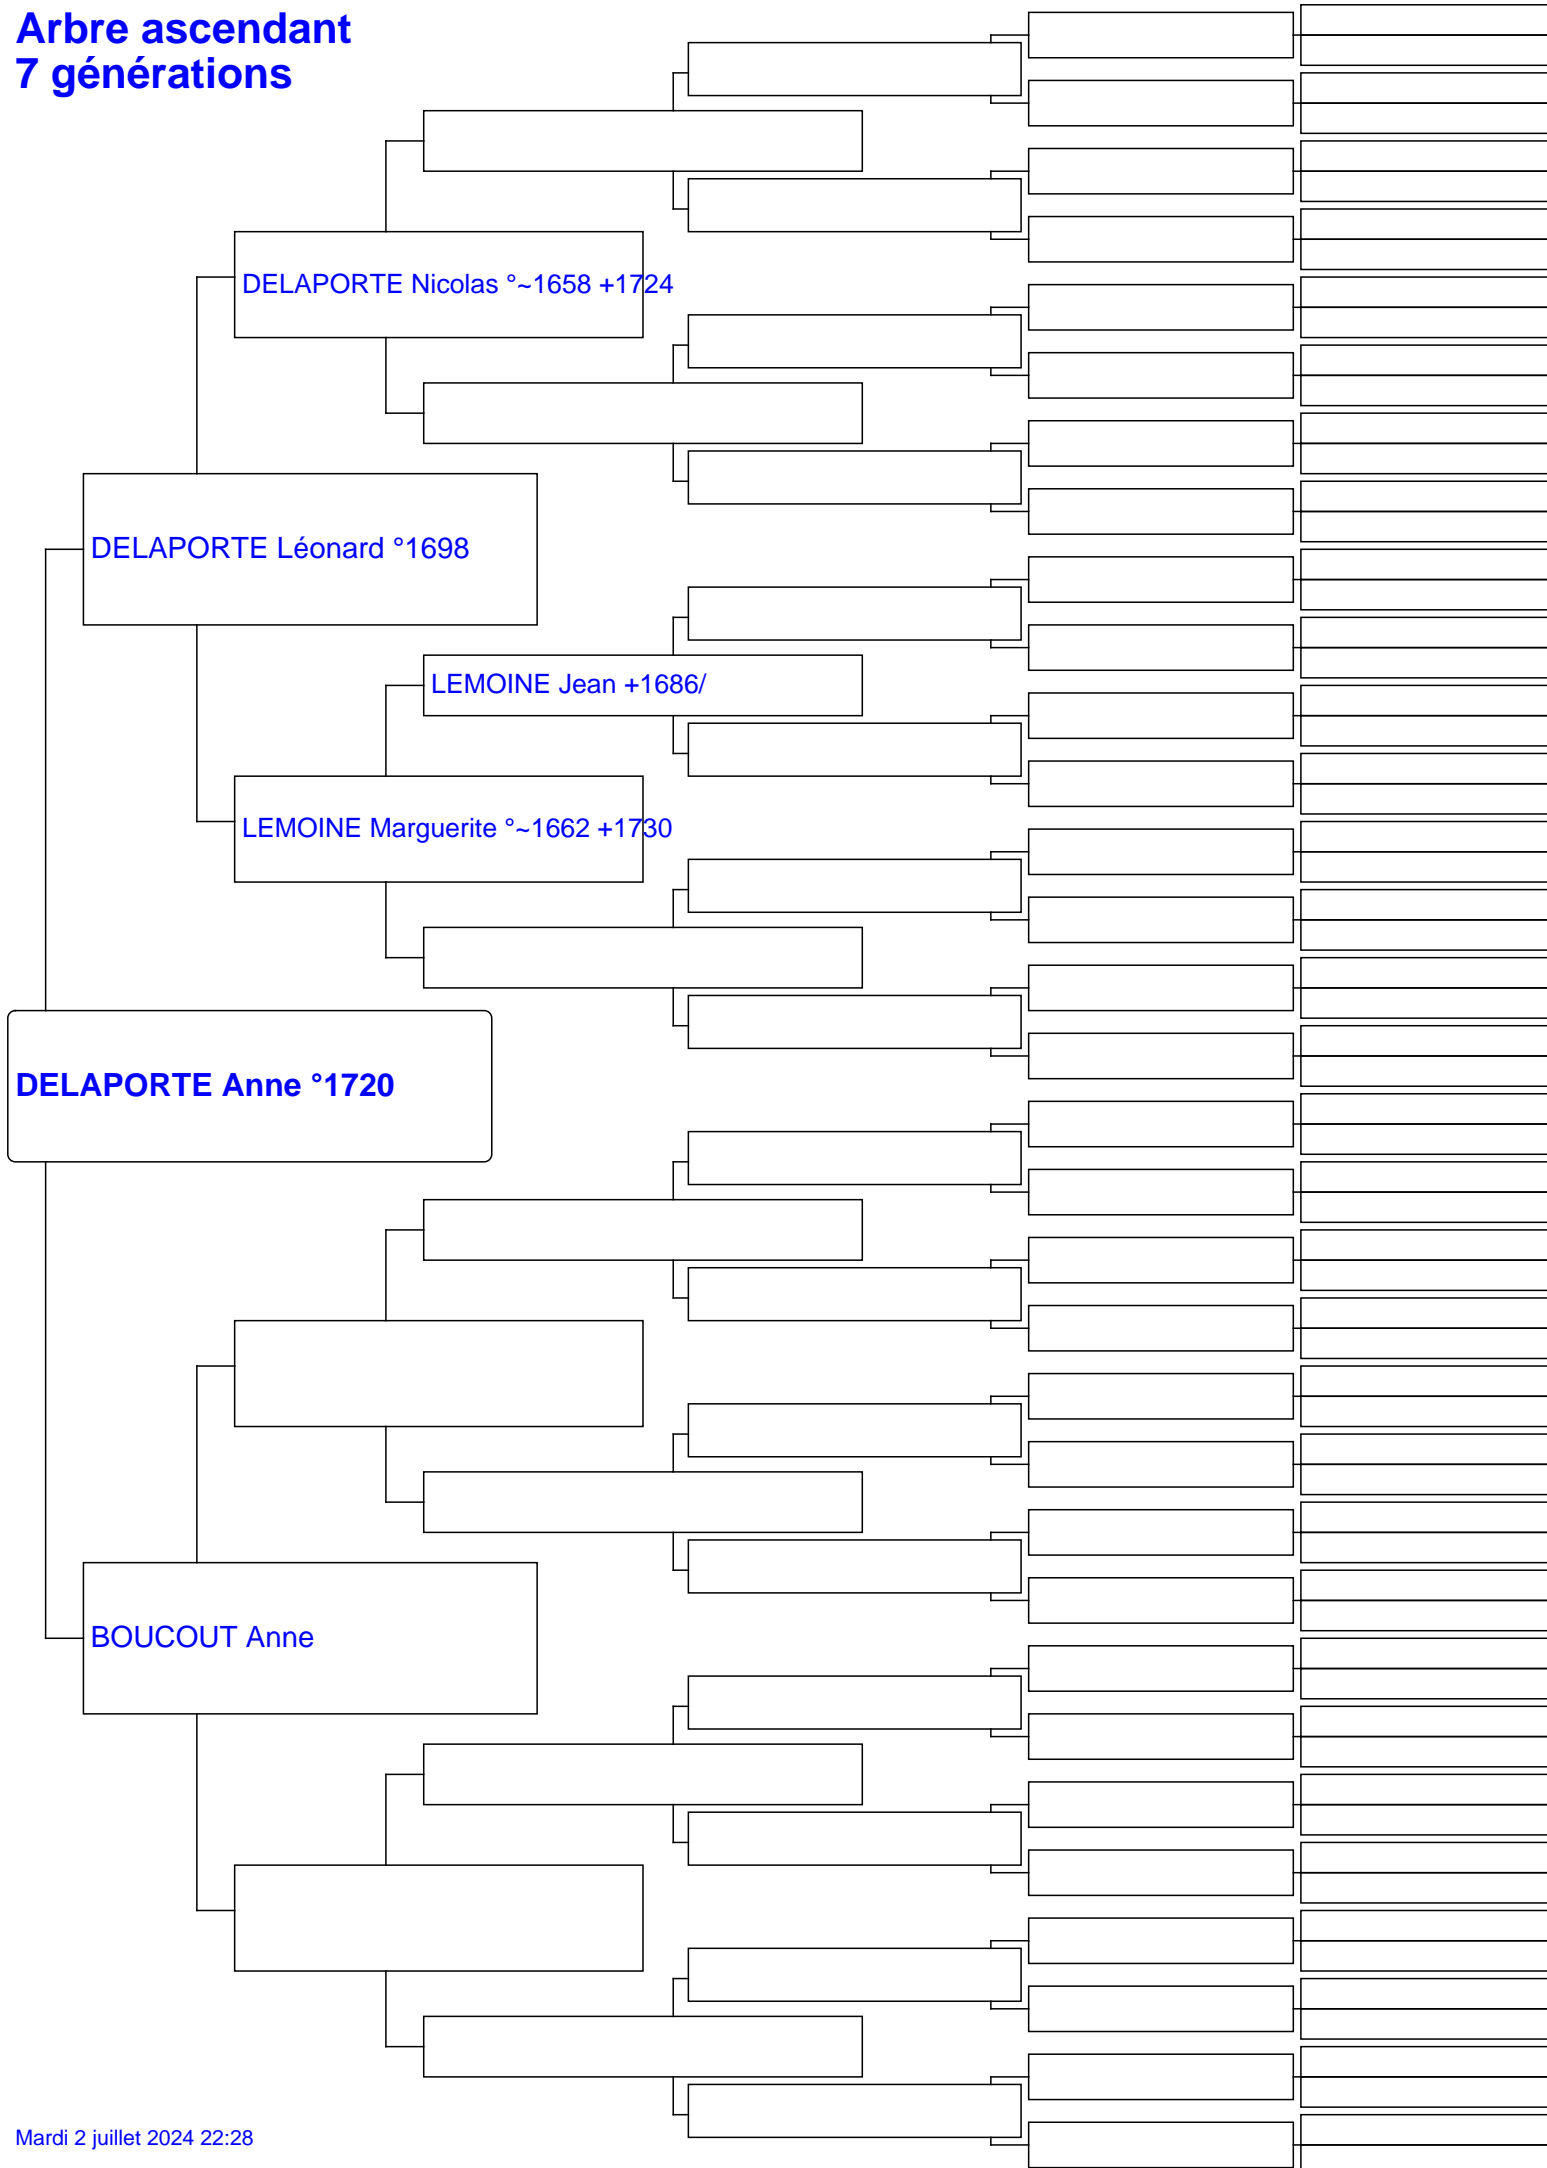 Arbre ascendant
7 générations
DELAPORTE Nicolas °~1658 +1724
DELAPORTE Léonard °1698
LEMOINE Jean +1686/
LEMOINE Marguerite °~1662 +1730
DELAPORTE Anne °1720
BOUCOUT Anne
Mardi 2 juillet 2024 22:28